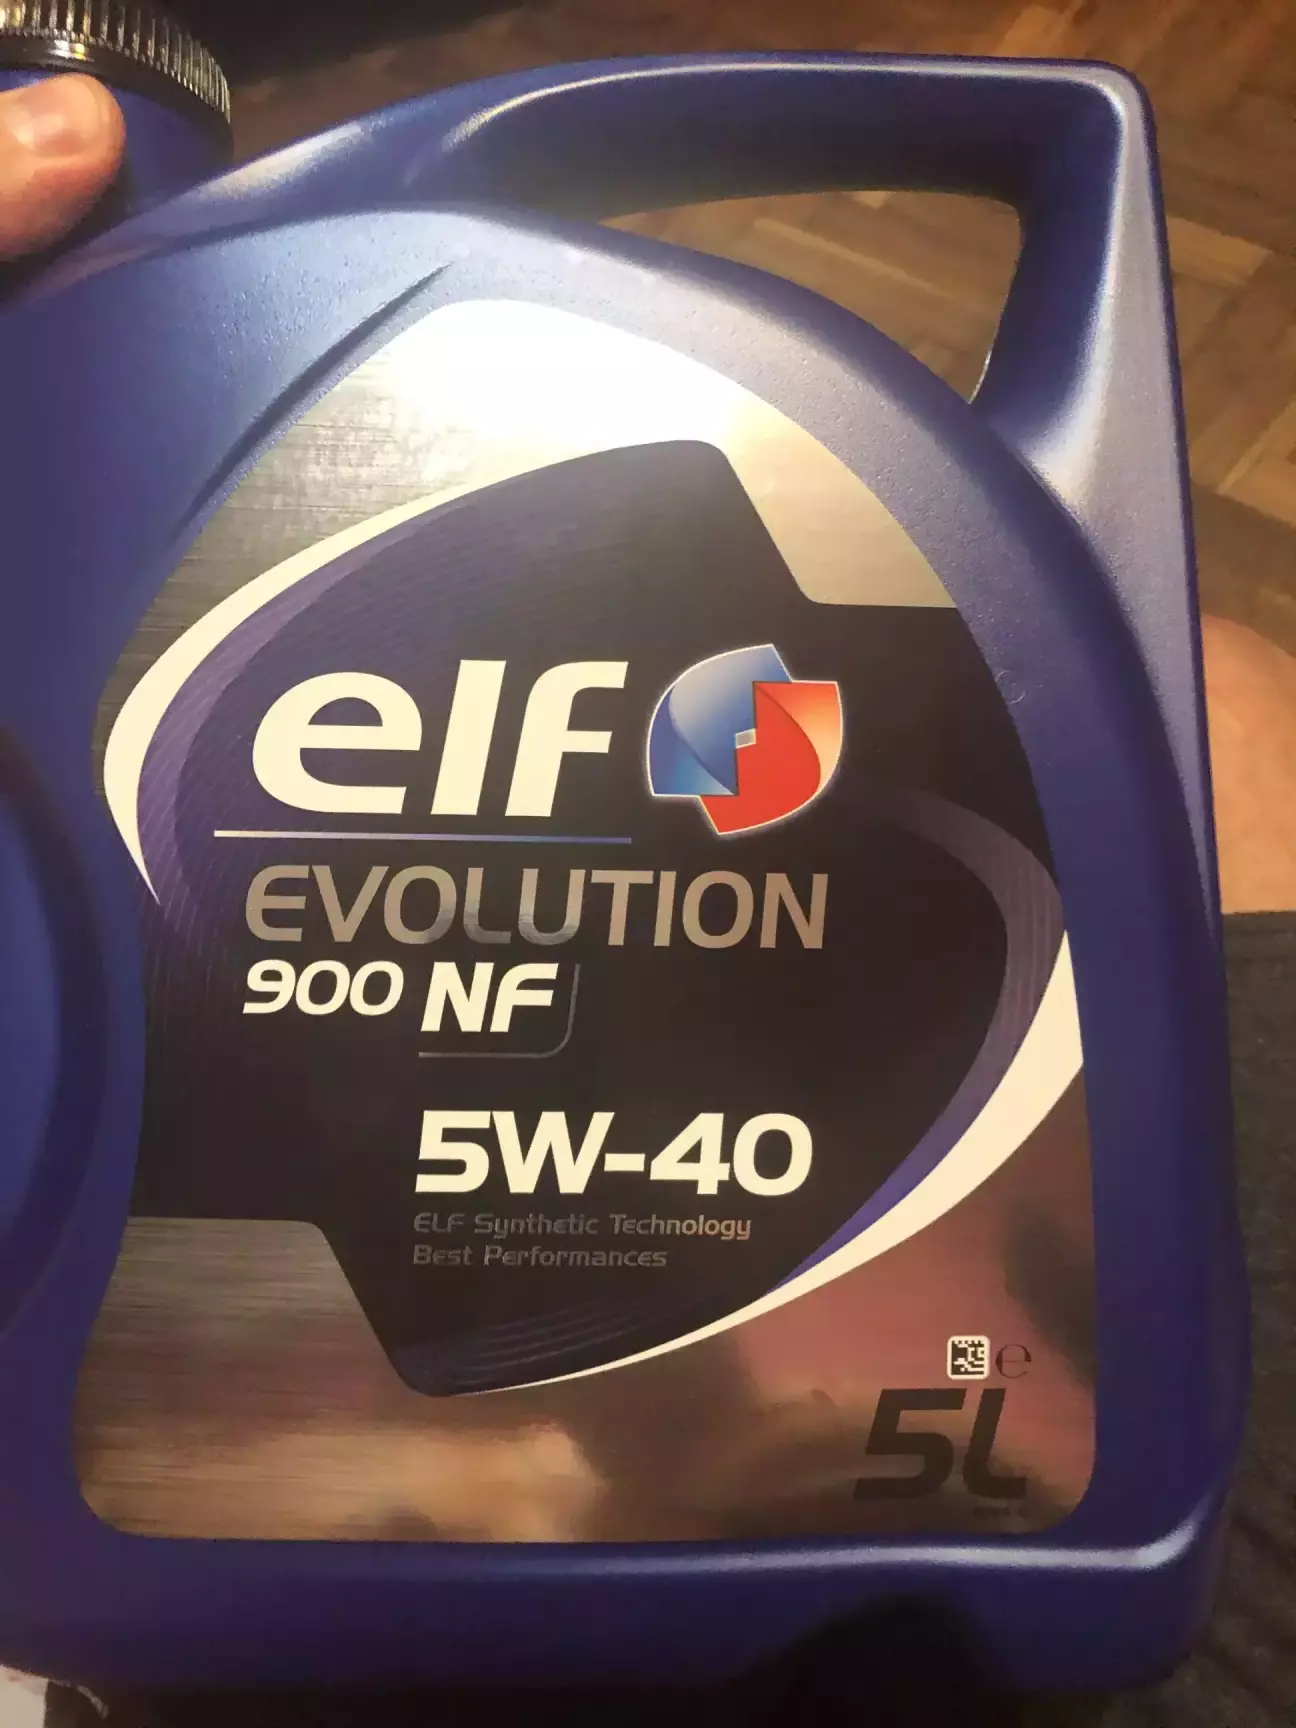 elf
EVOLUTION
900 NF
5W-40
ELF Synthetic Technology
Best Performances
e
5L